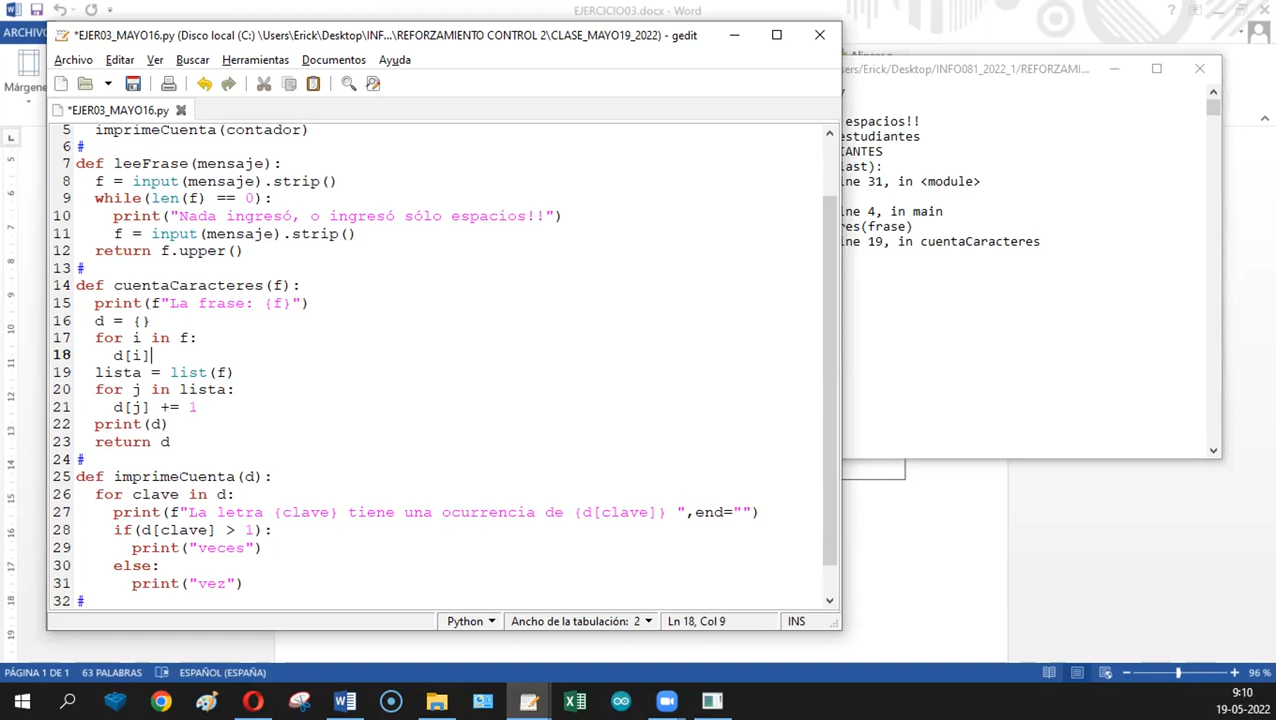 EJERCICIO03.docx - Word
ARCHIVO
Márgene
*EJER03_MAYO16.py (Disco local (C:) \Users\Erick\Desktop\INF...\REFORZAMIENTO CONTROL 2\CLASE_MAYO19_2022) - gedit
Archivo Editar Ver Buscar Herramientas Documentos Ayuda
*EJER03_MAYO16.py
5 imprimeCuenta(contador)
6 #
7 def leeFrase(mensaje):
8 f = input(mensaje).strip()
9 while(len(f) == 0):
10 print("Nada ingresó, o ingresó sólo espacios!!")
11 f = input(mensaje).strip()
12 return f.upper()
13 #
14 def cuentaCaracteres(f):
15 print(f"La frase: {f}")
16 d = {}
17 for i in f:
18 d[i]
19 lista = list(f)
20 for j in lista:
21 d[j] += 1
22 print(d)
23 return d
24 #
25 def imprimeCuenta(d):
26 for clave in d:
27 print(f"La letra {clave} tiene una ocurrencia de {d[clave]} ",end="")
28 if(d[clave] > 1):
29 print("veces")
30 else:
31 print("vez")
32 #
Python Ancho de la tabulación: 2 Ln 18, Col 9 INS
ers/Erick/Desktop/INFO081_2022_1/REFORZAMI...
y
espacios!!
estudiantes
IANTES
last):
ine 31, in <module>
ine 4, in main
res(frase)
ine 19, in cuentaCaracteres
PÁGINA 1 DE 1 63 PALABRAS ESPAÑOL (ESPAÑA) 96 %
9:10
19-05-2022